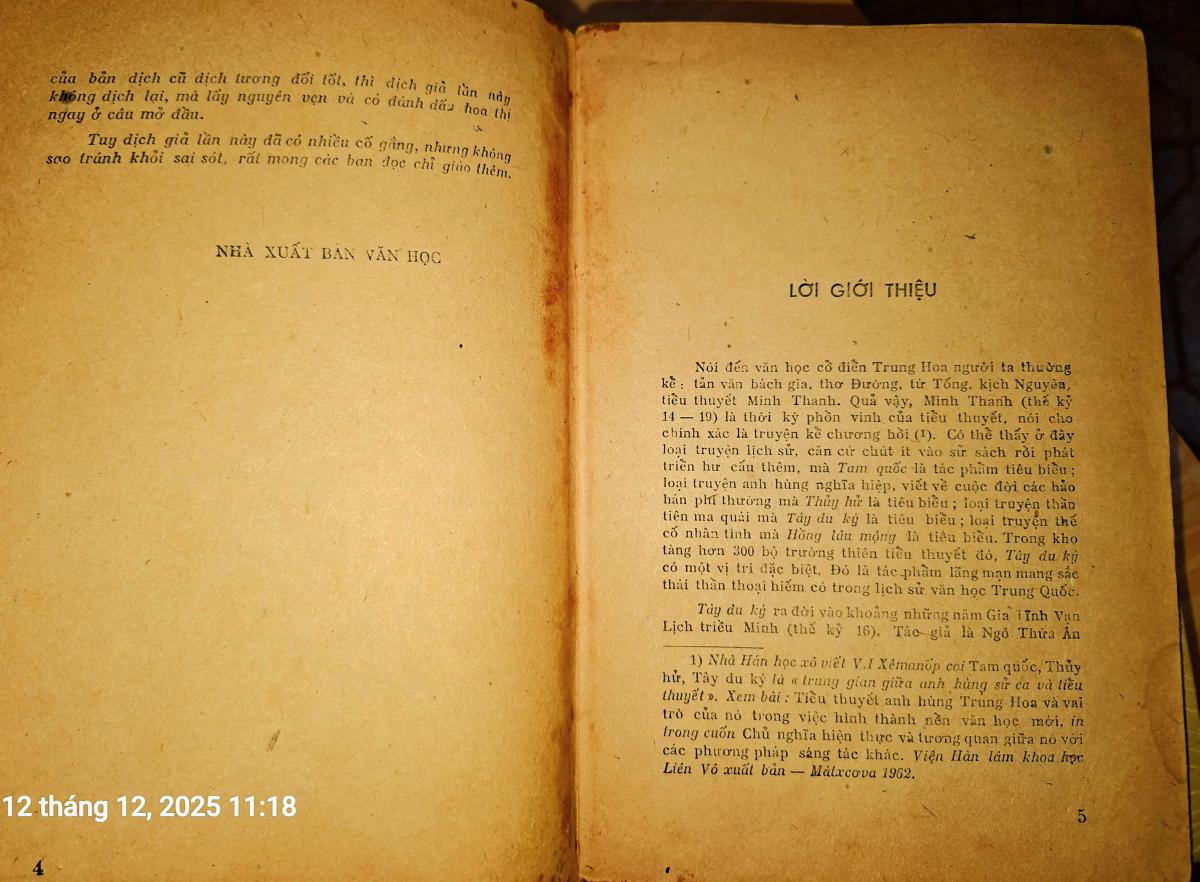 của bản dịch cũ dịch tương đối tốt, thì dịch giả lần này
không dịch lại, mà lấy nguyên vẹn và có đánh dấu hoa thị
ngay ở câu mở đầu.
Tuy dịch giả lần này đã có nhiều cố gắng, nhưng không
sao tránh khỏi sai sót, rất mong các bạn đọc chỉ giáo thêm.
NHÀ XUẤT BẢN VĂN HỌC
12 tháng 12, 2025 11:18
4
LỜI GIỚI THIỆU
Nói đến văn học cổ điển Trung Hoa người ta thường
kể : tản văn bách gia, thơ Đường, từ Tống, kịch Nguyên,
tiểu thuyết Minh Thanh. Quả vậy, Minh Thanh (thế kỷ
14 — 19) là thời kỳ phồn vinh của tiểu thuyết, nói cho
chính xác là truyện kể chương hồi (1). Có thể thấy ở đây
loại truyện lịch sử, căn cứ chút ít vào sử sách rồi phát
triển hư cấu thêm, mà Tam quốc là tác phẩm tiêu biểu ;
loại truyện anh hùng nghĩa hiệp, viết về cuộc đời các hảo
hán phi thường mà Thủy hử là tiêu biểu ; loại truyện thần
tiên ma quái mà Tây du ký là tiêu biểu ; loại truyện thế
cố nhân tình mà Hồng lâu mộng là tiêu biểu. Trong kho
tàng hơn 300 bộ trường thiên tiểu thuyết đó, Tây du ký
có một vị trí đặc biệt. Đó là tác phẩm lãng mạn mang sắc
thái thần thoại hiếm có trong lịch sử văn học Trung Quốc.
Tây du ký ra đời vào khoảng những năm Gia Tĩnh Vạn
Lịch triều Minh (thế kỷ 16). Tác giả là Ngô Thừa Ân
1) Nhà Hán học xô viết V.I Xêmanốp coi Tam quốc, Thủy
hử, Tây du ký là « trung gian giữa anh hùng sử ca và tiểu
thuyết ». Xem bài : Tiểu thuyết anh hùng Trung Hoa và vai
trò của nó trong việc hình thành nền văn học mới, in
trong cuốn Chủ nghĩa hiện thực và tương quan giữa nó với
các phương pháp sáng tác khác. Viện Hàn lâm khoa học
Liên Vô xuất bản — Mátxcơva 1962.
5